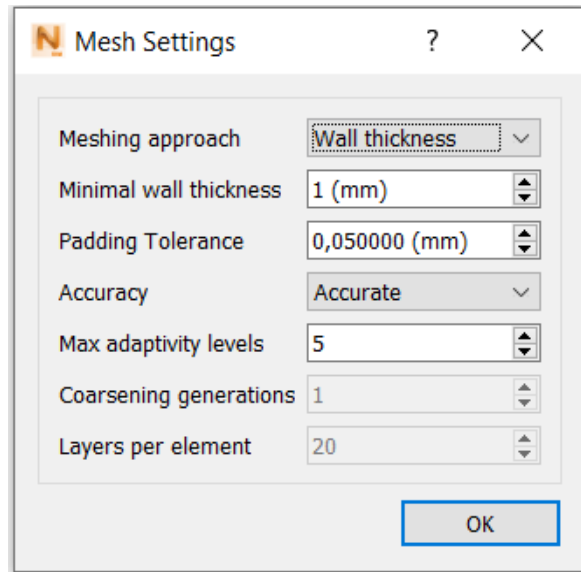 Mesh Settings ? ×
Meshing approach Wall thickness
Minimal wall thickness 1 (mm)
Padding Tolerance 0,050000 (mm)
Accuracy Accurate
Max adaptivity levels 5
Coarsening generations 1
Layers per element 20
OK